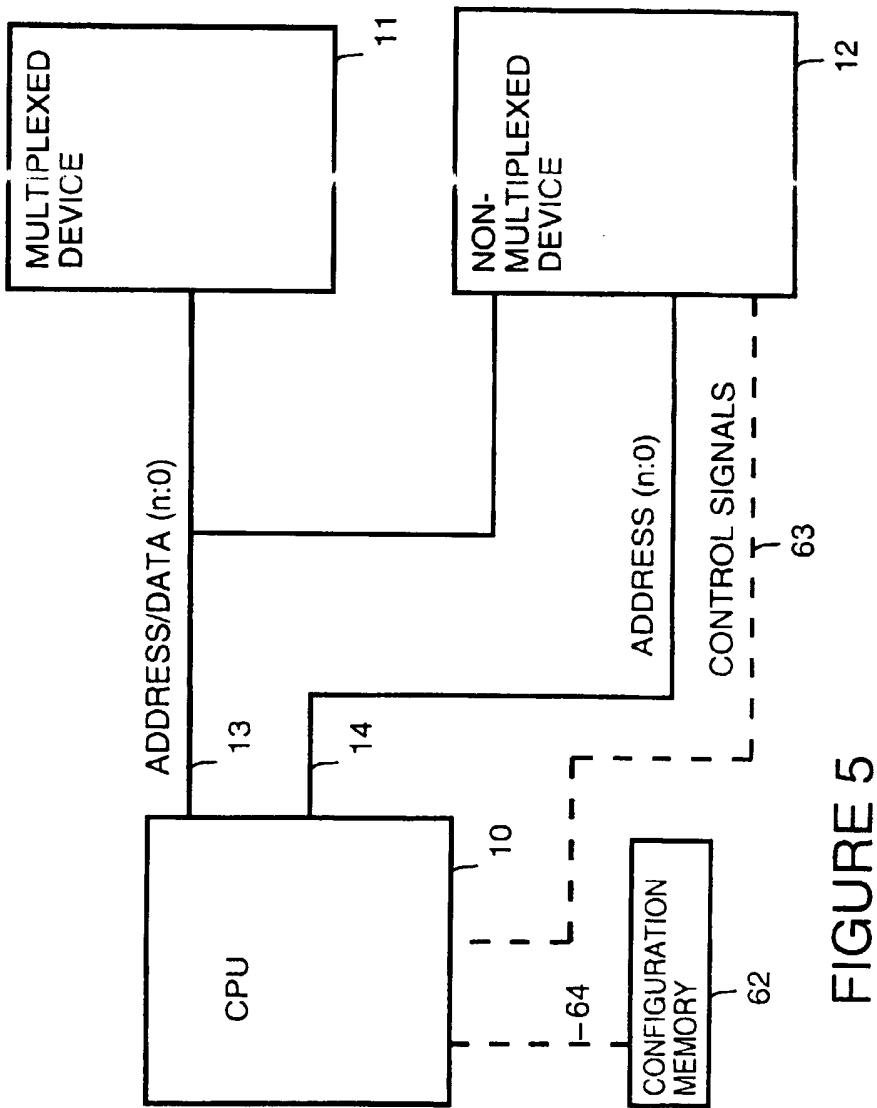 MULTIPLEXED
DEVICE
11
ADDRESS/DATA (n:0)
13
14
CPU
10
NON-
MULTIPLEXED
DEVICE
12
ADDRESS (n:0)
CONTROL SIGNALS
63
64
CONFIGURATION
MEMORY
62
FIGURE 5